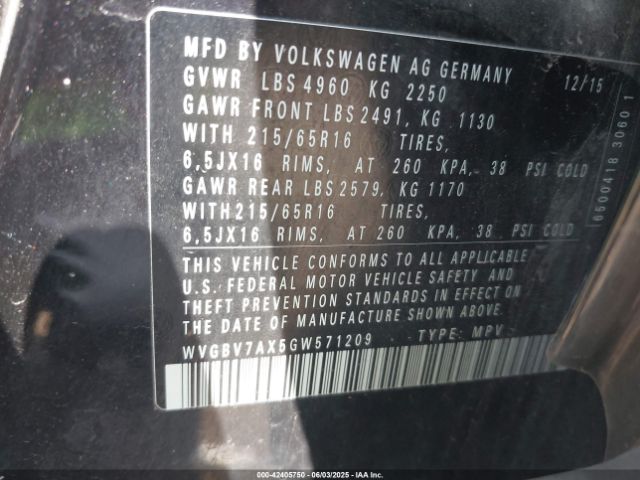 MFD BY VOLKSWAGEN AG GERMANY 12/15
GVWR LBS 4960 KG 2250
GAWR FRONT LBS 2491, KG 1130
WITH 215/65R16 TIRES,
6,5JX16 RIMS, AT 260 KPA, 38 PSI COLD
GAWR REAR LBS 2579, KG 1170
WITH215/65R16 TIRES,
6,5JX16 RIMS, AT 260 KPA, 38 PSI COLD
THIS VEHICLE CONFORMS TO ALL APPLICABLE
U.S. FEDERAL MOTOR VEHICLE SAFETY AND
THEFT PREVENTION STANDARDS IN EFFECT ON
THE DATE OF MANUFACTURE SHOWN ABOVE.
WVGBV7AX5GW571209 TYPE: MPV
6500418 3060 1
000-42405750 - 06/03/2025 - IAA Inc.